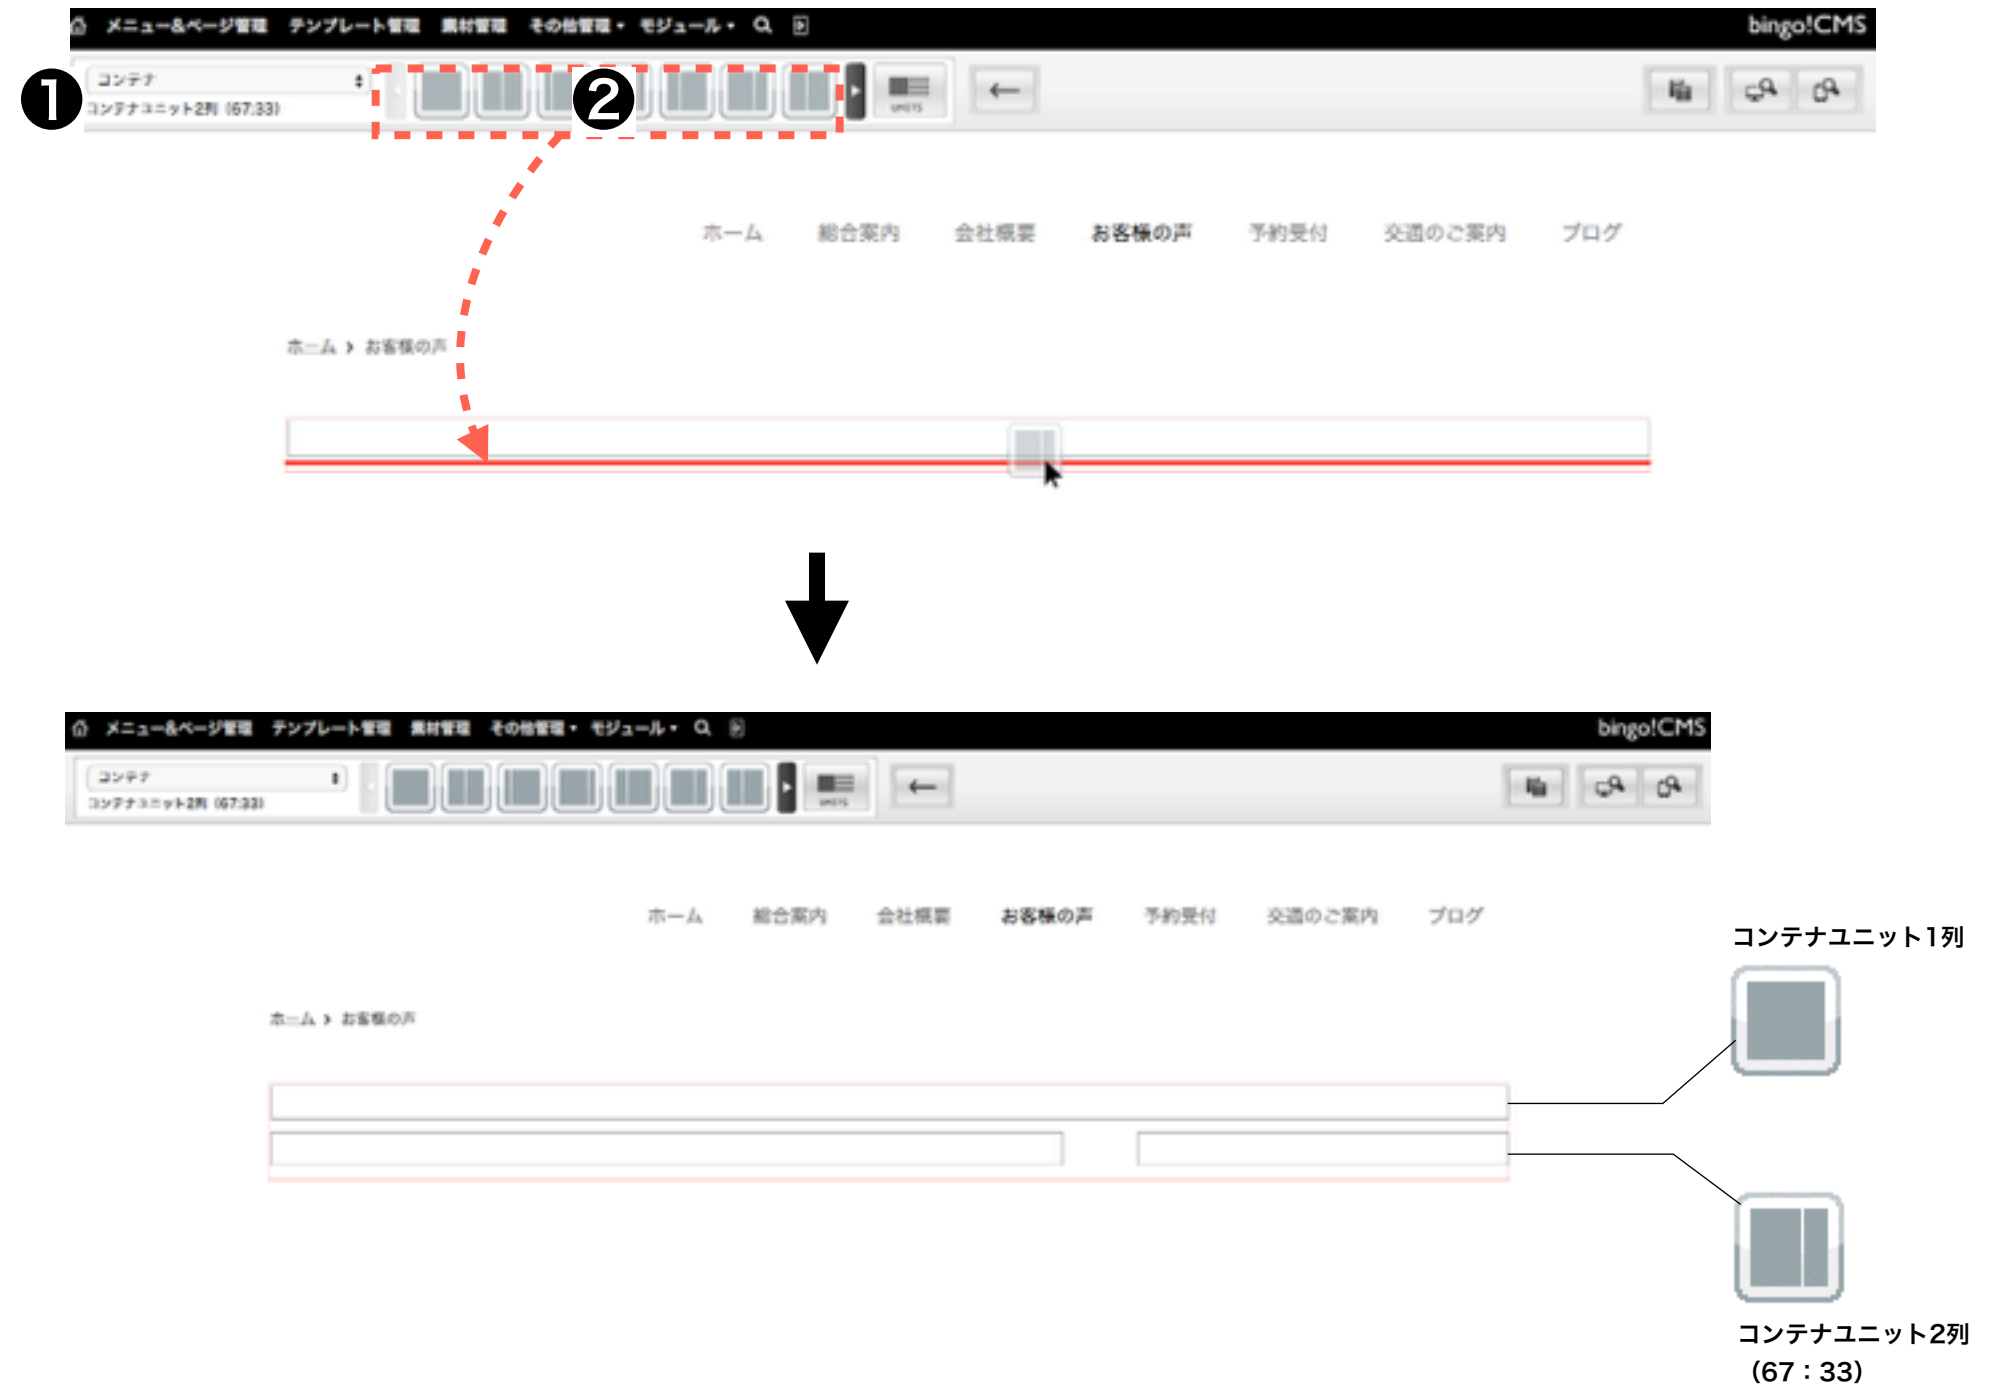 メニュー&ページ管理 テンプレート管理 素材管理 その他管理 モジュール bingo!CMS
❶
コンテナ
コンテナユニット2列 (67:33)
❷
UNITS
ホーム 総合案内 会社概要 お客様の声 予約受付 交通のご案内 ブログ
ホーム > お客様の声
メニュー&ページ管理 テンプレート管理 素材管理 その他管理 モジュール bingo!CMS
コンテナ
コンテナユニット2列 (67:33)
UNITS
ホーム 総合案内 会社概要 お客様の声 予約受付 交通のご案内 ブログ
ホーム > お客様の声
コンテナユニット1列
コンテナユニット2列
（67：33）